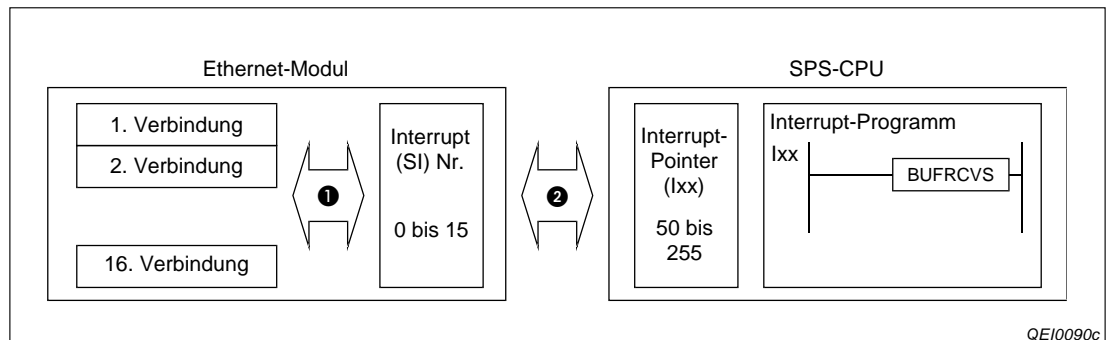 Ethernet-Modul
1. Verbindung
2. Verbindung
16. Verbindung
❶
Interrupt
(SI) Nr.
0 bis 15
❷
SPS-CPU
Interrupt-
Pointer
(Ixx)
50 bis
255
Interrupt-Programm
Ixx
BUFRCVS
QEI0090c